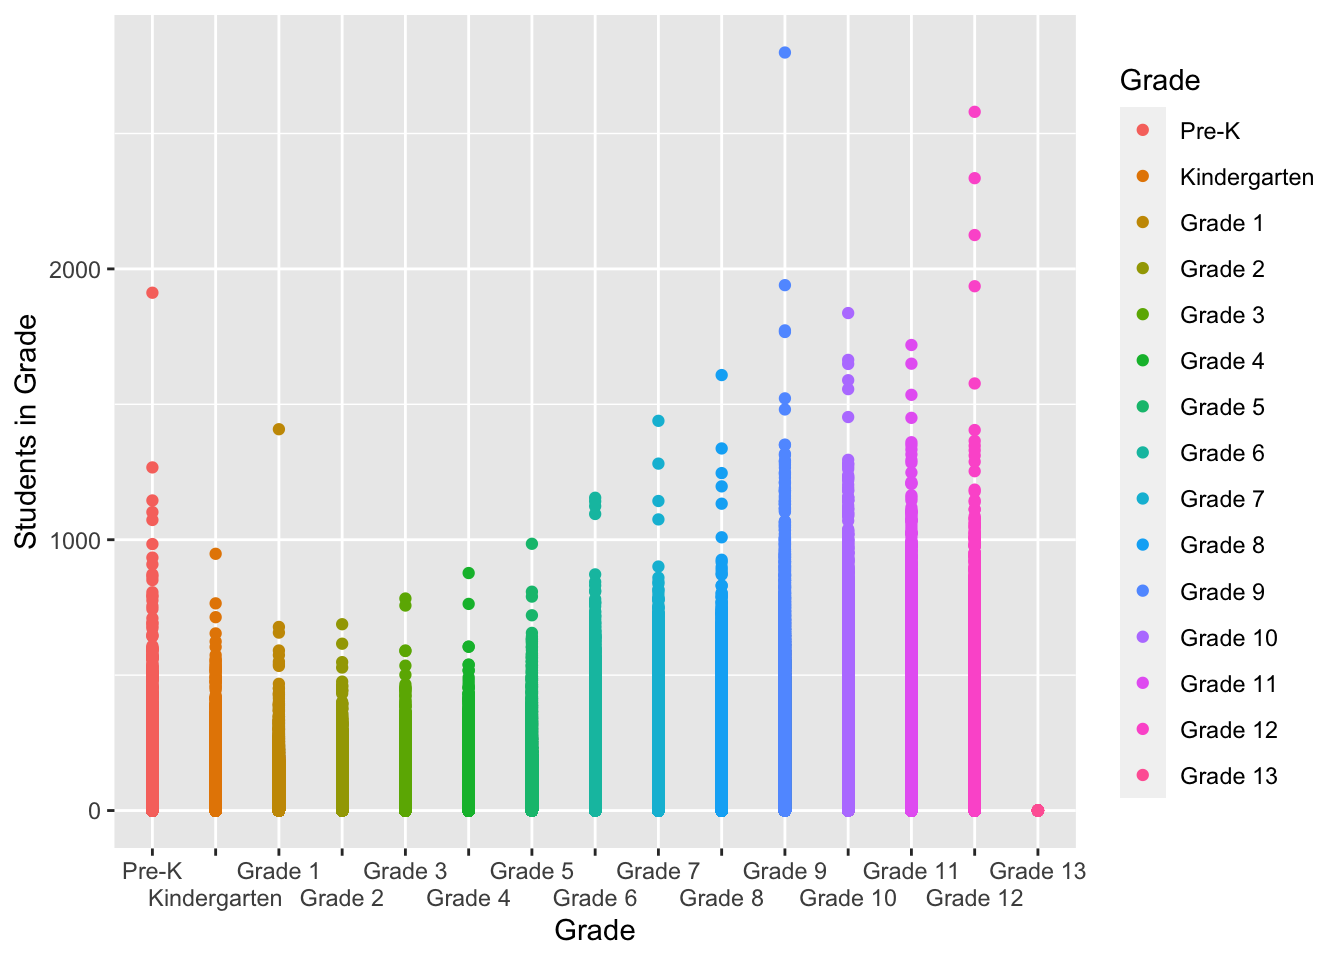 Students in Grade
2000
1000
0
Pre-K
Kindergarten
Grade 1
Grade 2
Grade 3
Grade 4
Grade 5
Grade 6
Grade 7
Grade 8
Grade 9
Grade 10
Grade 11
Grade 12
Grade 13
Grade
Grade
Pre-K
Kindergarten
Grade 1
Grade 2
Grade 3
Grade 4
Grade 5
Grade 6
Grade 7
Grade 8
Grade 9
Grade 10
Grade 11
Grade 12
Grade 13